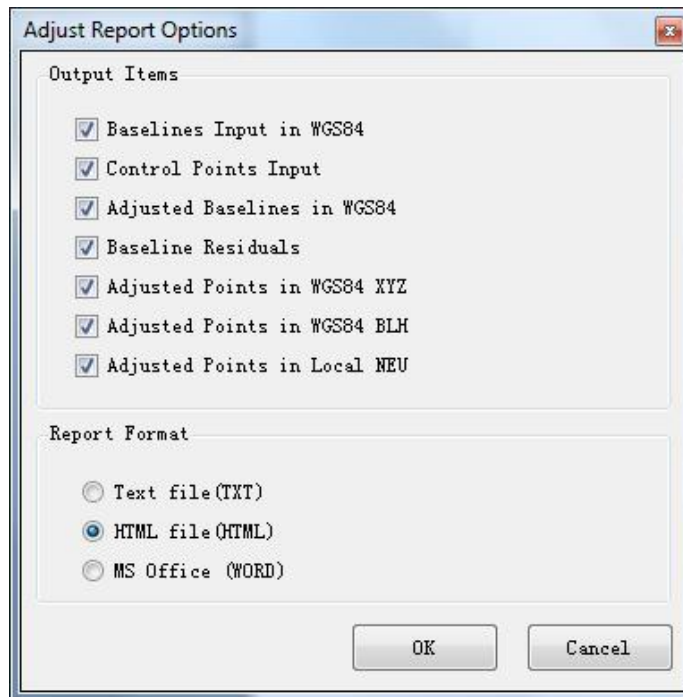 Adjust Report Options
Output Items
Baselines Input in WGS84
Control Points Input
Adjusted Baselines in WGS84
Baseline Residuals
Adjusted Points in WGS84 XYZ
Adjusted Points in WGS84 BLH
Adjusted Points in Local NEU
Report Format
Text file(TXT)
HTML file(HTML)
MS Office (WORD)
OK
Cancel